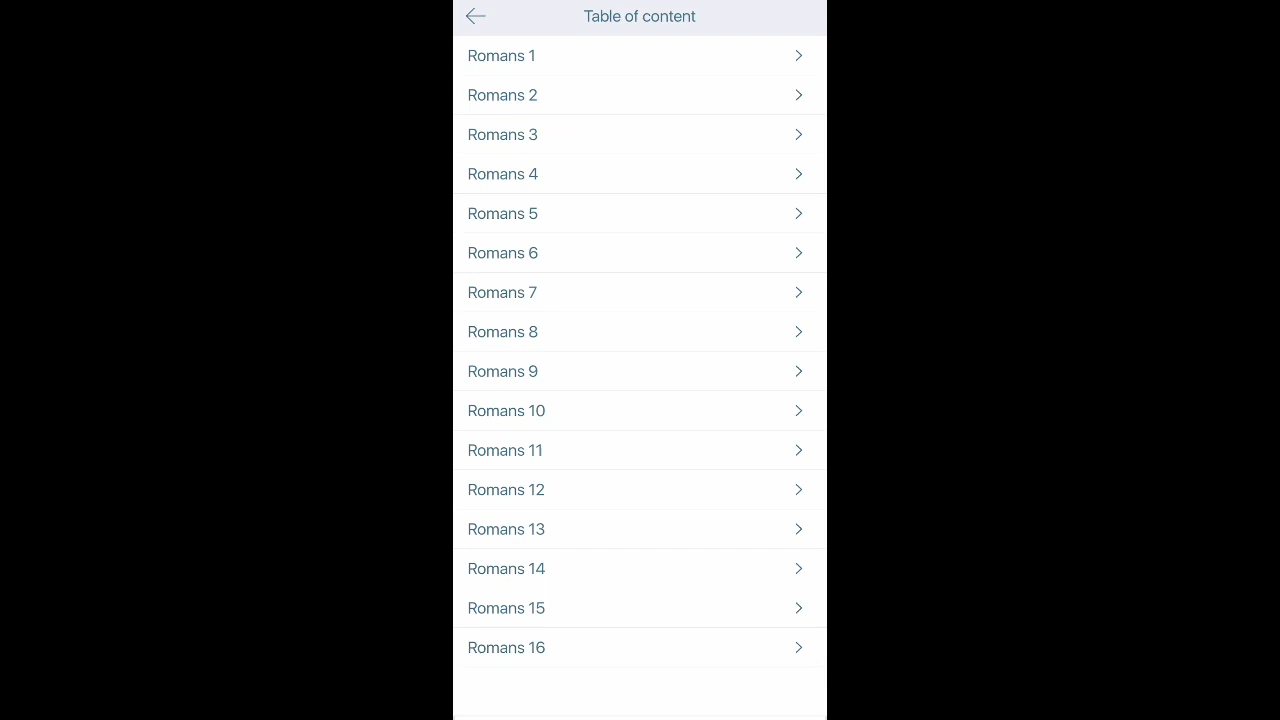 Table of content
Romans 1
Romans 2
Romans 3
Romans 4
Romans 5
Romans 6
Romans 7
Romans 8
Romans 9
Romans 10
Romans 11
Romans 12
Romans 13
Romans 14
Romans 15
Romans 16